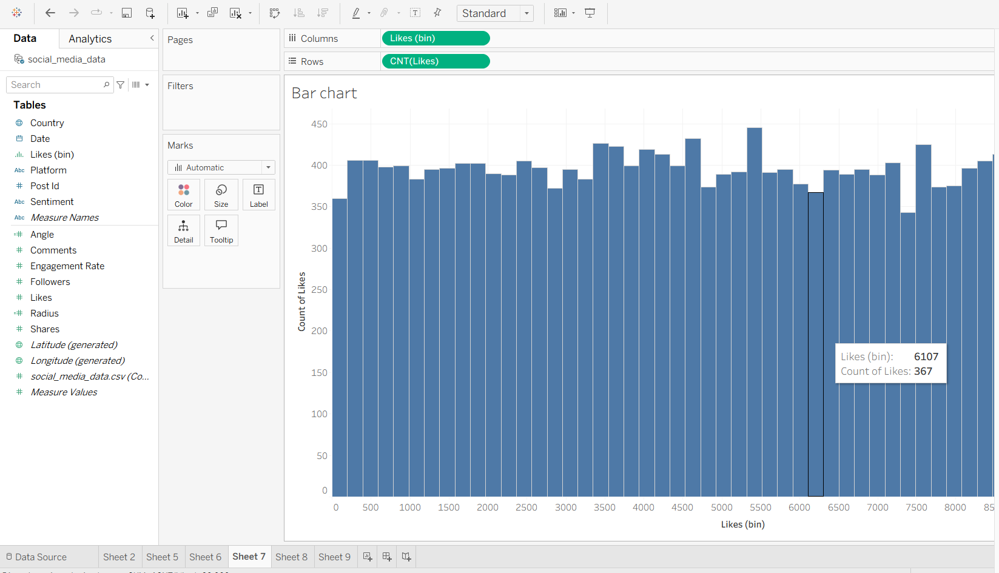 Standard
Data
Analytics
social_media_data
Search
Tables
Country
Date
Likes (bin)
Abc Platform
Post Id
Abc Sentiment
Abc Measure Names
Angle
Comments
Engagement Rate
Followers
Likes
Radius
Shares
Latitude (generated)
Longitude (generated)
social_media_data.csv (Co...
Measure Values
Pages
Filters
Marks
Automatic
Color
Size
Label
Detail
Tooltip
Columns
Likes (bin)
Rows
CNT(Likes)
Bar chart
450
400
350
300
250
200
150
100
50
0
Count of Likes
Likes (bin): 6107
Count of Likes: 367
0 500 1000 1500 2000 2500 3000 3500 4000 4500 5000 5500 6000 6500 7000 7500 8000 85
Likes (bin)
Data Source Sheet 2 Sheet 5 Sheet 6 Sheet 7 Sheet 8 Sheet 9